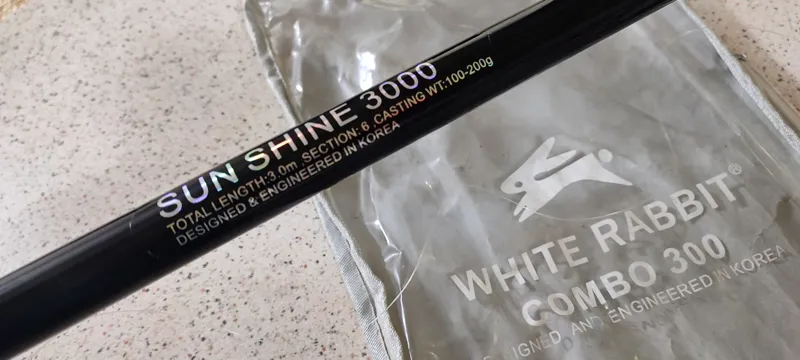 SUN SHINE 3000
TOTAL LENGTH:3.0m ,SECTION: 6 ,CASTING WT:100-200g
DESIGNED & ENGINEERED IN KOREA
WHITE RABBIT®
COMBO 300
IGNED AND ENGINEERED IN KOREA